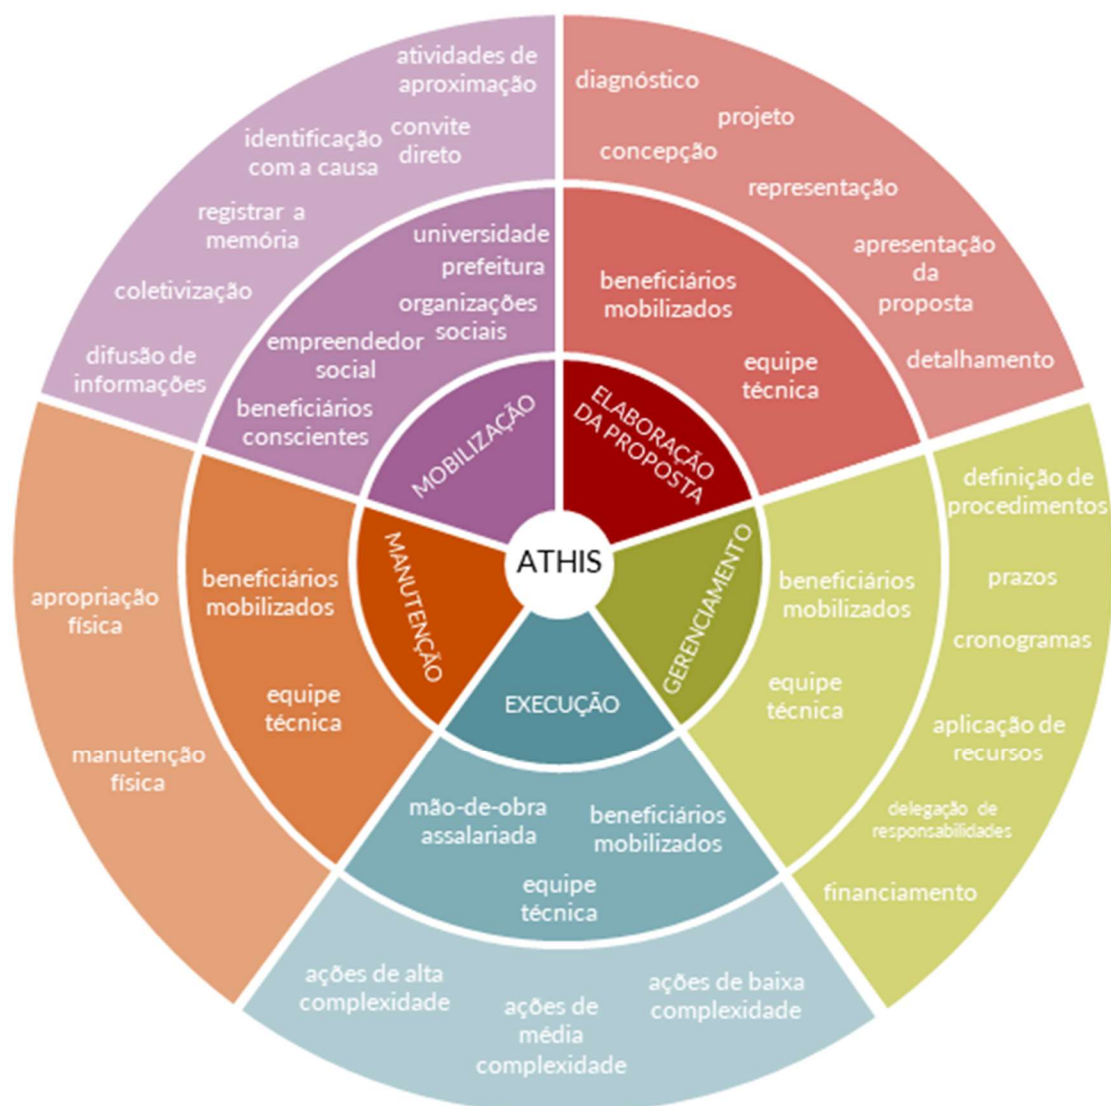 ATHIS
MOBILIZAÇÃO
universidade
prefeitura
organizações
sociais
empreendedor
social
beneficiários
conscientes
atividades de
aproximação
convite
direto
identificação
com a causa
registrar a
memória
coletivização
difusão de
informações
ELABORAÇÃO
DA PROPOSTA
beneficiários
mobilizados
equipe
técnica
diagnóstico
projeto
concepção
representação
apresentação
da
proposta
detalhamento
GERENCIAMENTO
beneficiários
mobilizados
equipe
técnica
definição de
procedimentos
prazos
cronogramas
aplicação de
recursos
delegação de
responsabilidades
financiamento
EXECUÇÃO
mão-de-obra
assalariada
beneficiários
mobilizados
equipe
técnica
ações de alta
complexidade
ações de
média
complexidade
ações de baixa
complexidade
MANUTENÇÃO
beneficiários
mobilizados
equipe
técnica
apropriação
física
manutenção
física